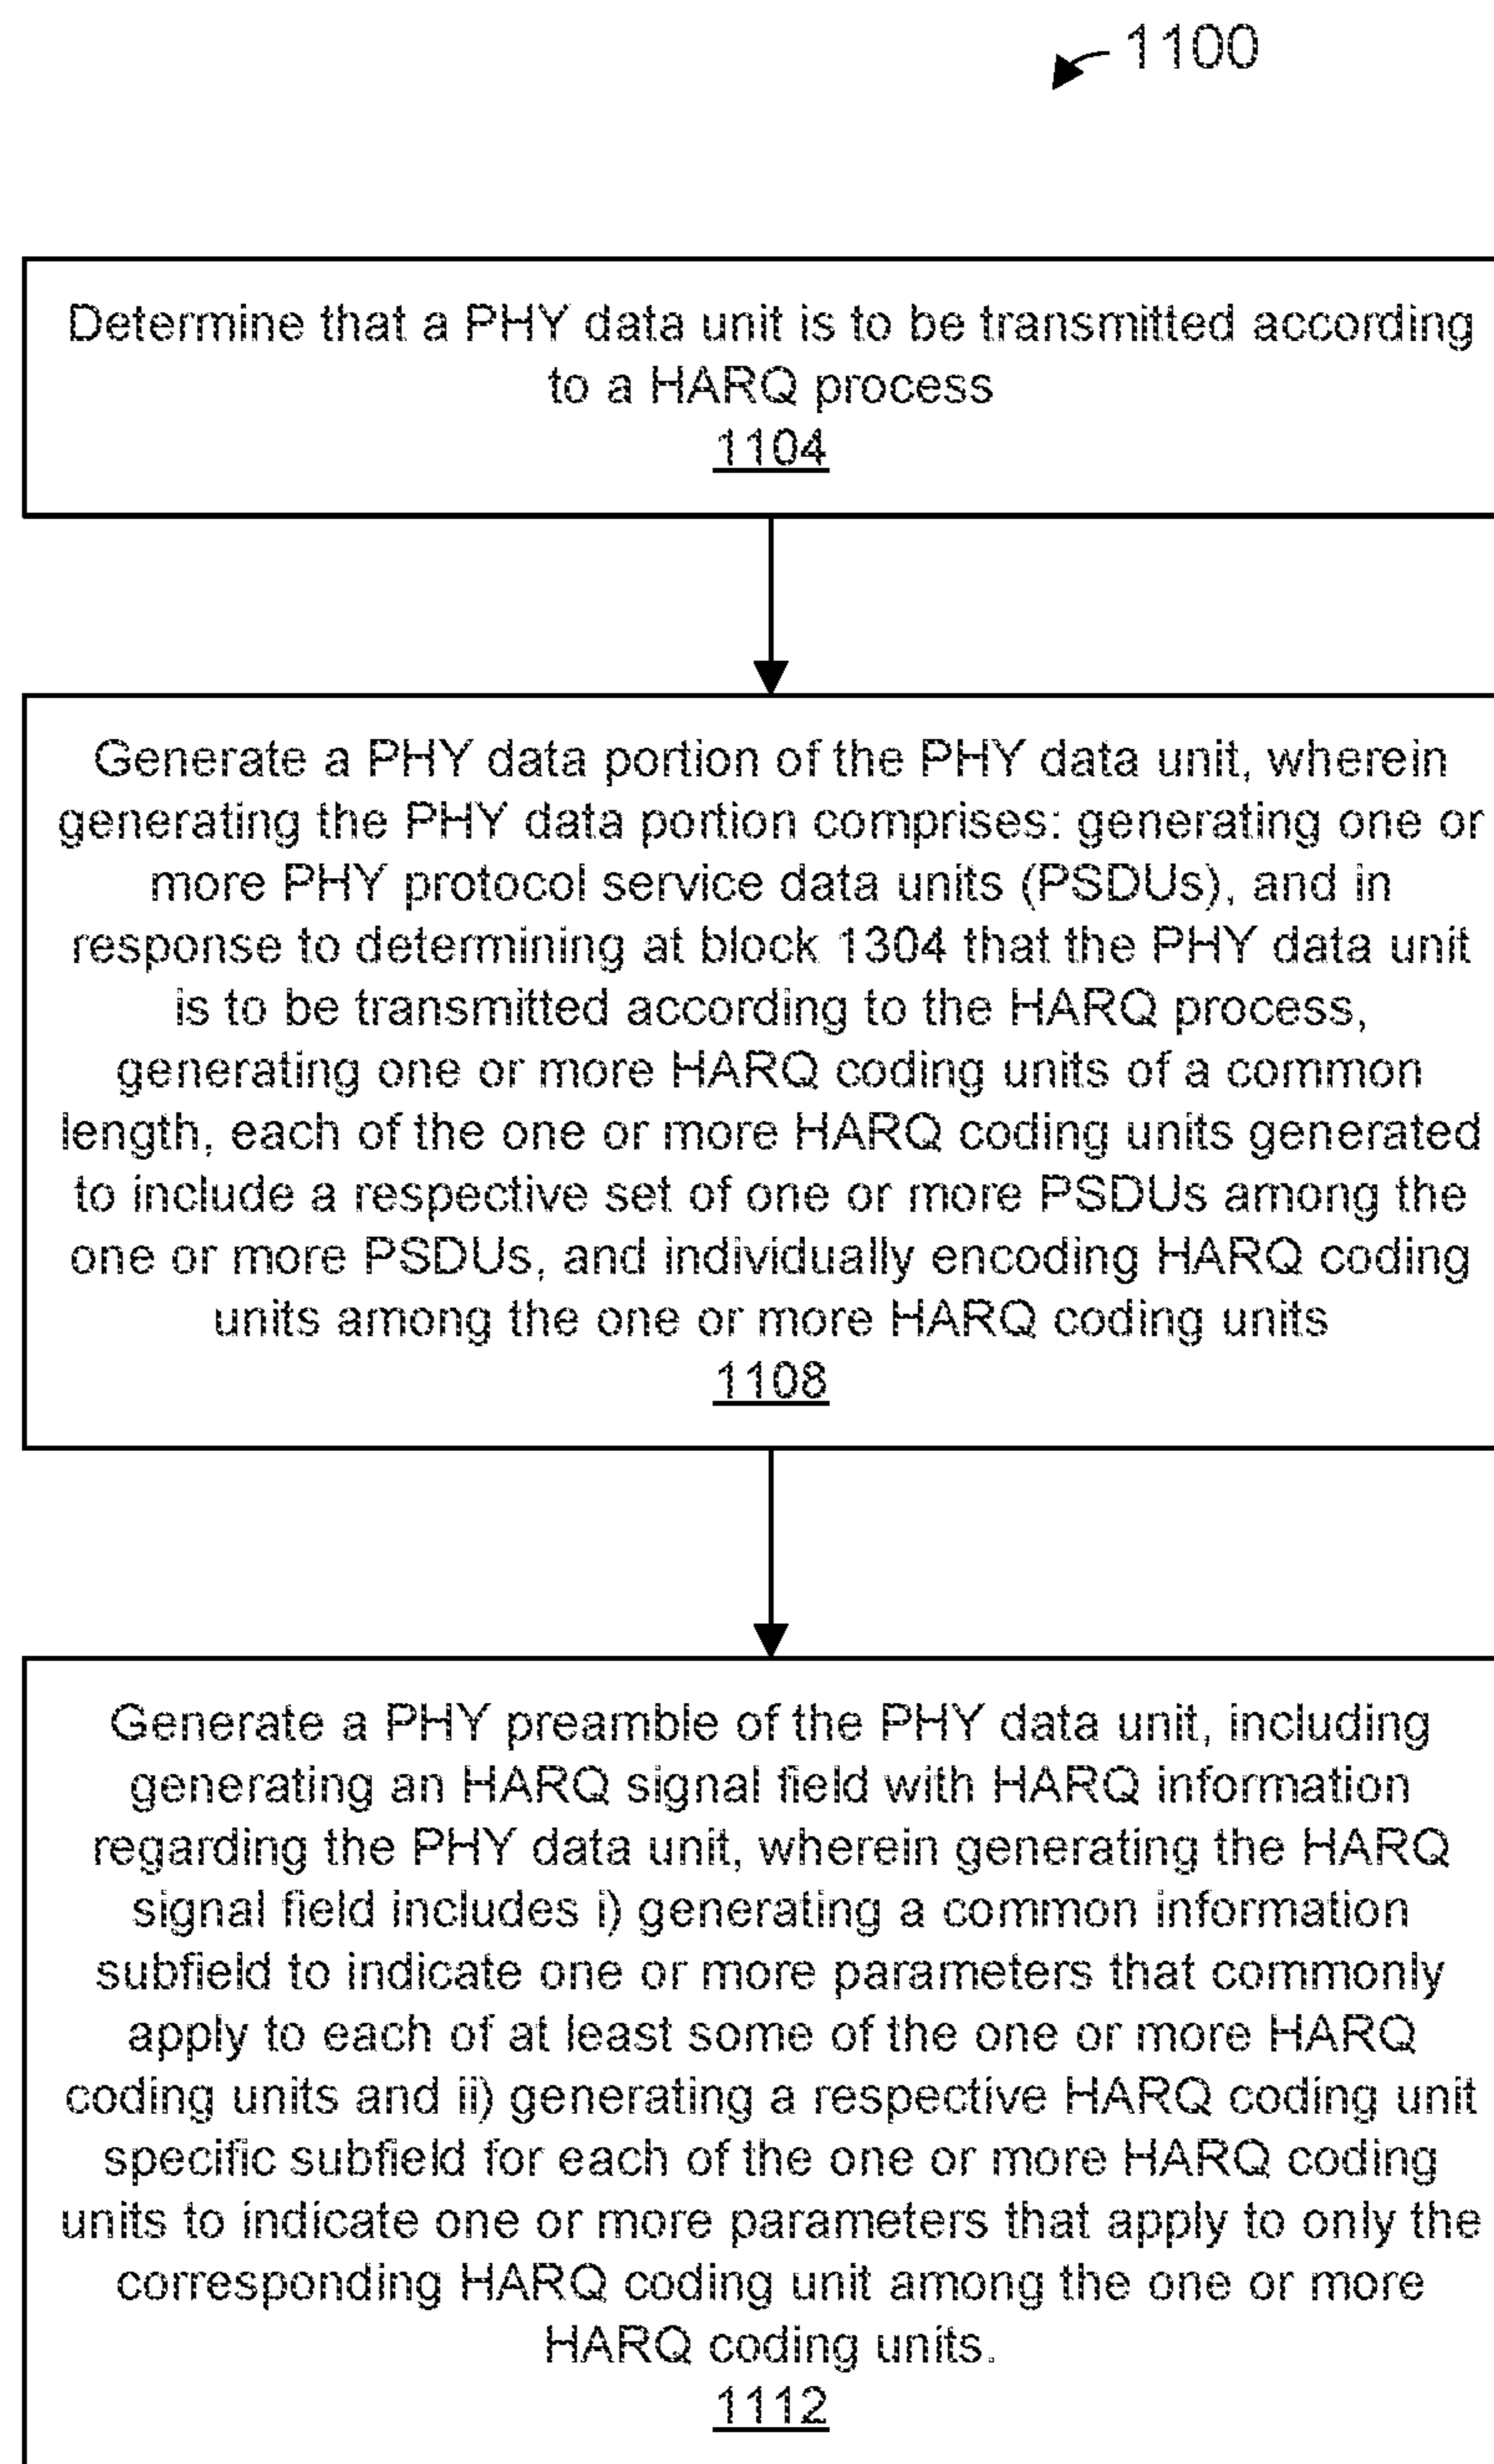 1100
Determine that a PHY data unit is to be transmitted according
to a HARQ process
1104
Generate a PHY data portion of the PHY data unit, wherein
generating the PHY data portion comprises: generating one or
more PHY protocol service data units (PSDUs), and in
response to determining at block 1304 that the PHY data unit
is to be transmitted according to the HARQ process,
generating one or more HARQ coding units of a common
length, each of the one or more HARQ coding units generated
to include a respective set of one or more PSDUs among the
one or more PSDUs, and individually encoding HARQ coding
units among the one or more HARQ coding units
1108
Generate a PHY preamble of the PHY data unit, including
generating an HARQ signal field with HARQ information
regarding the PHY data unit, wherein generating the HARQ
signal field includes i) generating a common information
subfield to indicate one or more parameters that commonly
apply to each of at least some of the one or more HARQ
coding units and ii) generating a respective HARQ coding unit
specific subfield for each of the one or more HARQ coding
units to indicate one or more parameters that apply to only the
corresponding HARQ coding unit among the one or more
HARQ coding units.
1112